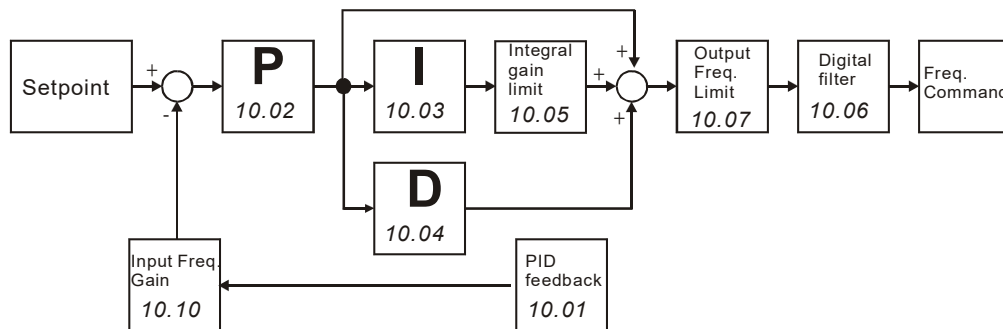 Setpoint
+
-
P
10.02
I
10.03
Integral
gain
limit
10.05
D
10.04
+
+
+
Output
Freq.
Limit
10.07
Digital
filter
10.06
Freq.
Command
Input Freq.
Gain
10.10
PID
feedback
10.01